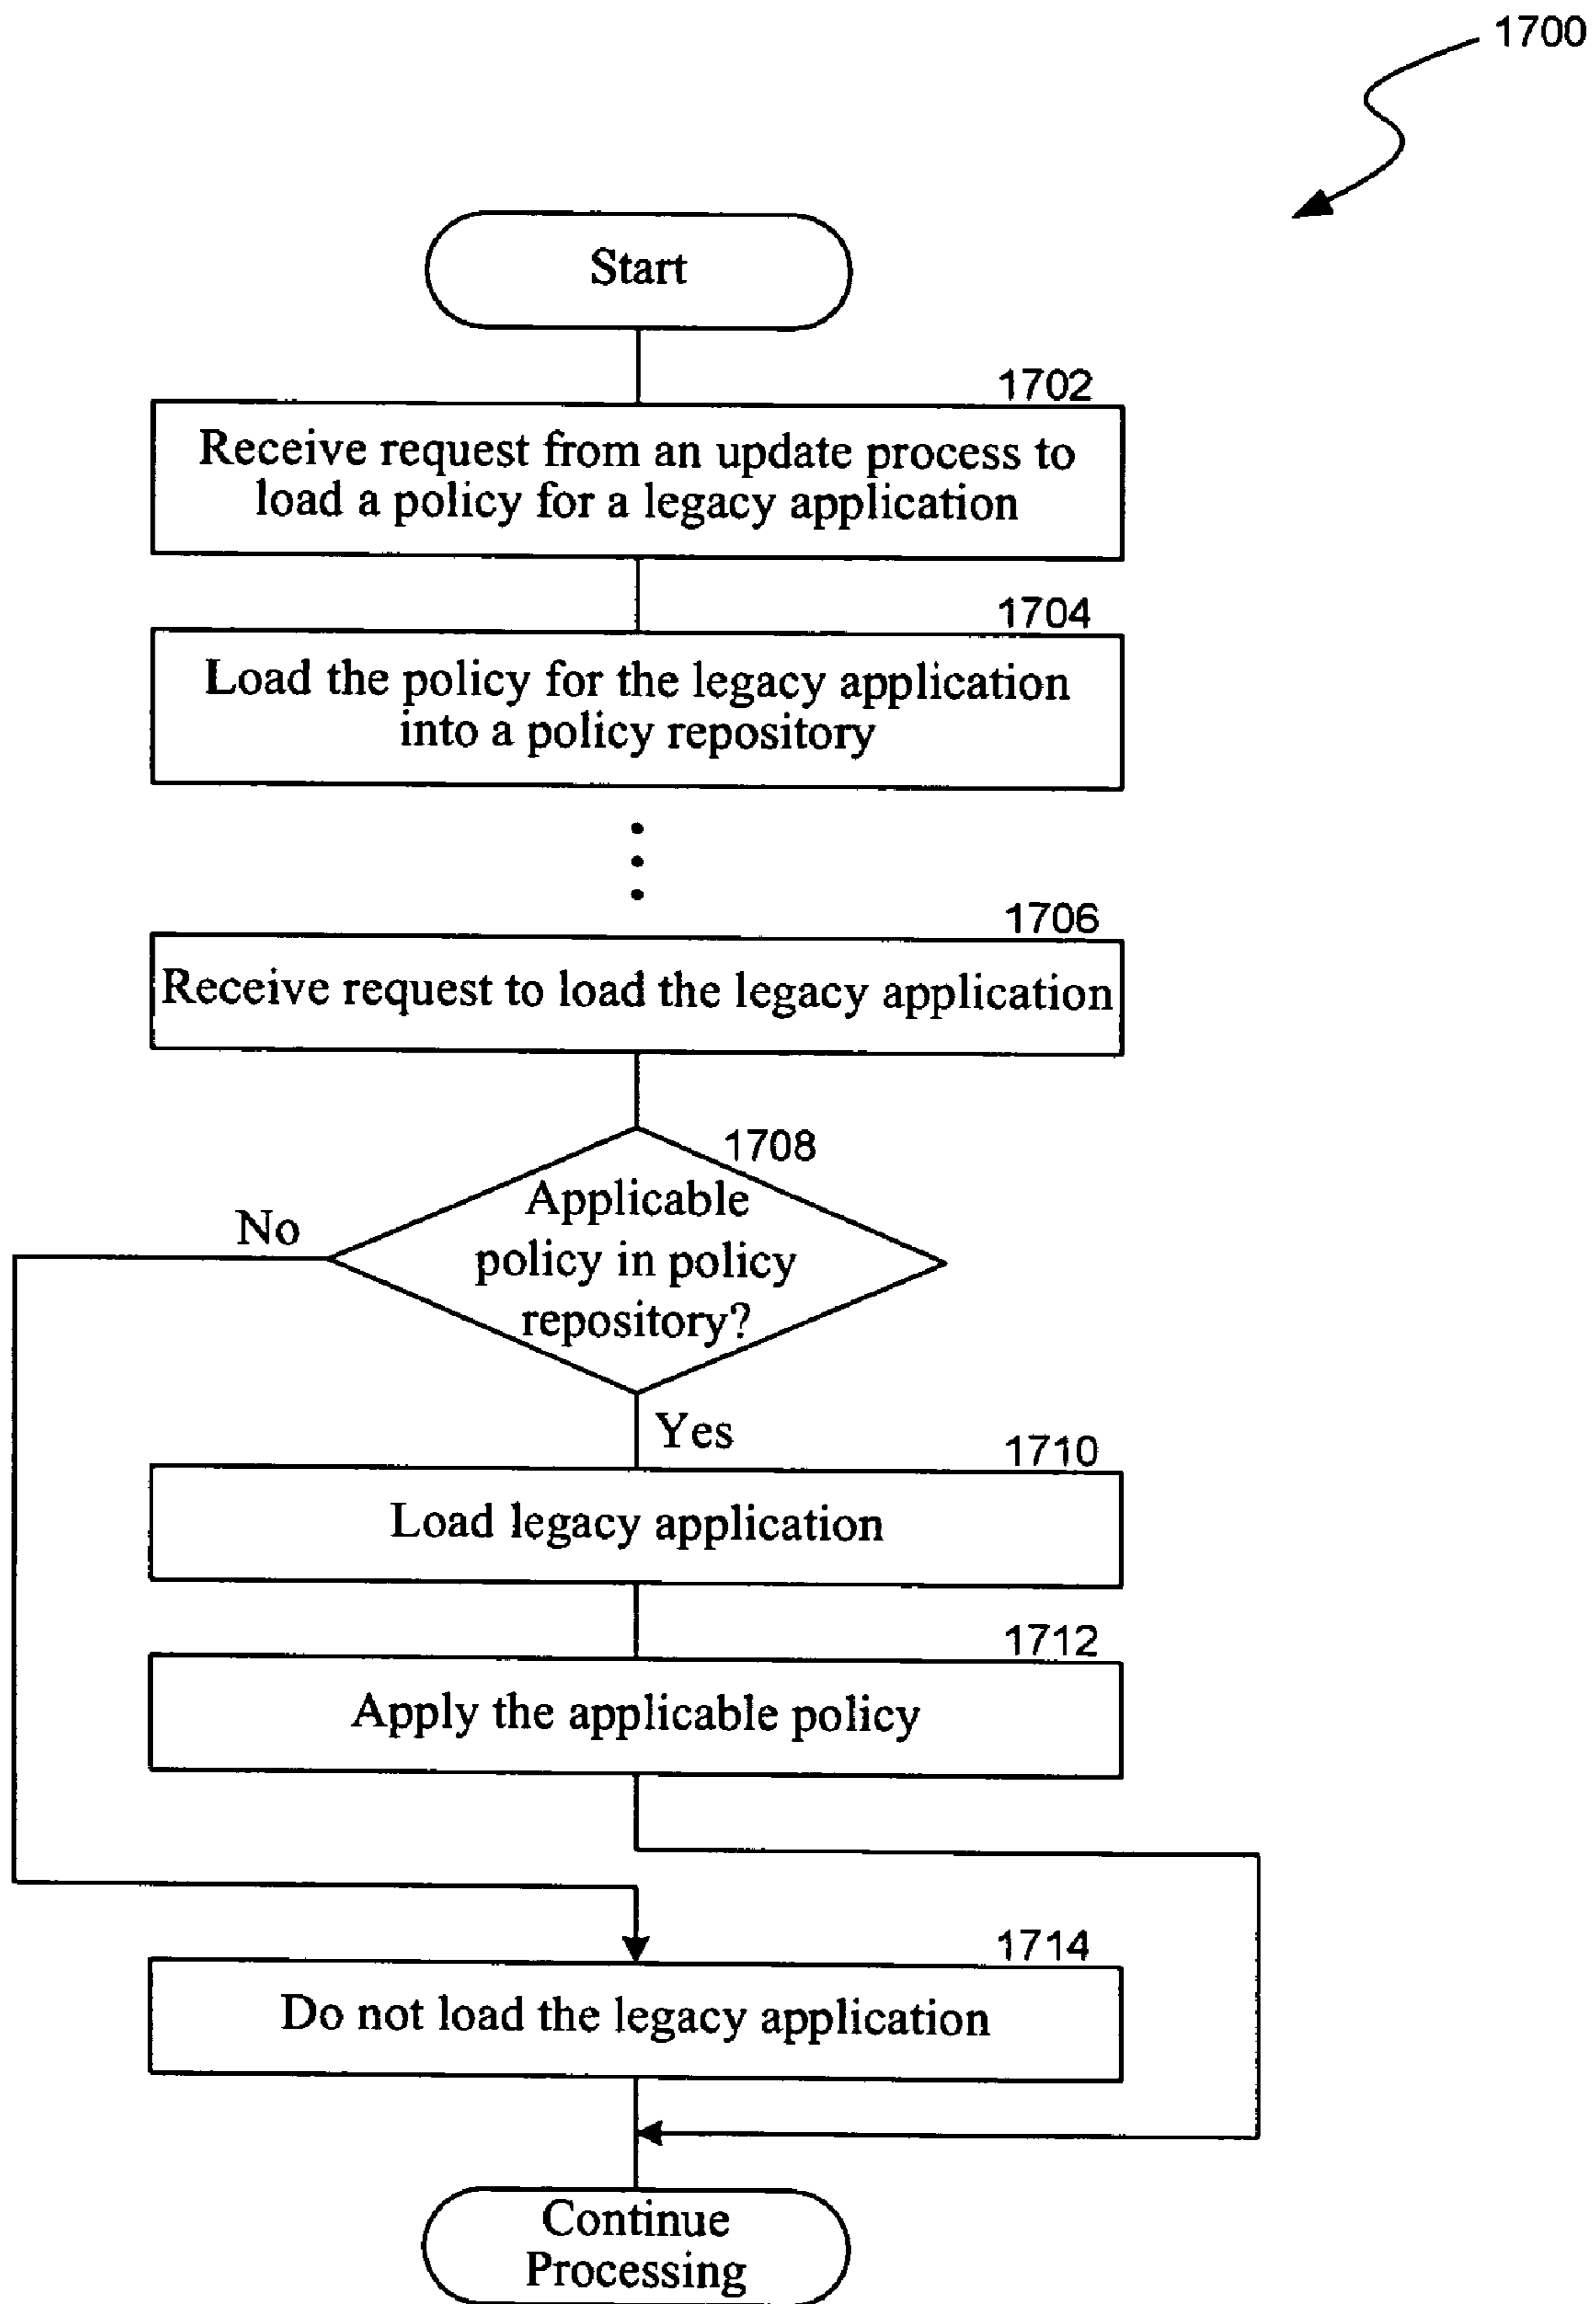 1700
Start
1702
Receive request from an update process to
load a policy for a legacy application
1704
Load the policy for the legacy application
into a policy repository
1706
Receive request to load the legacy application
1708
Applicable
policy in policy
repository?
No
Yes
1710
Load legacy application
1712
Apply the applicable policy
1714
Do not load the legacy application
Continue
Processing